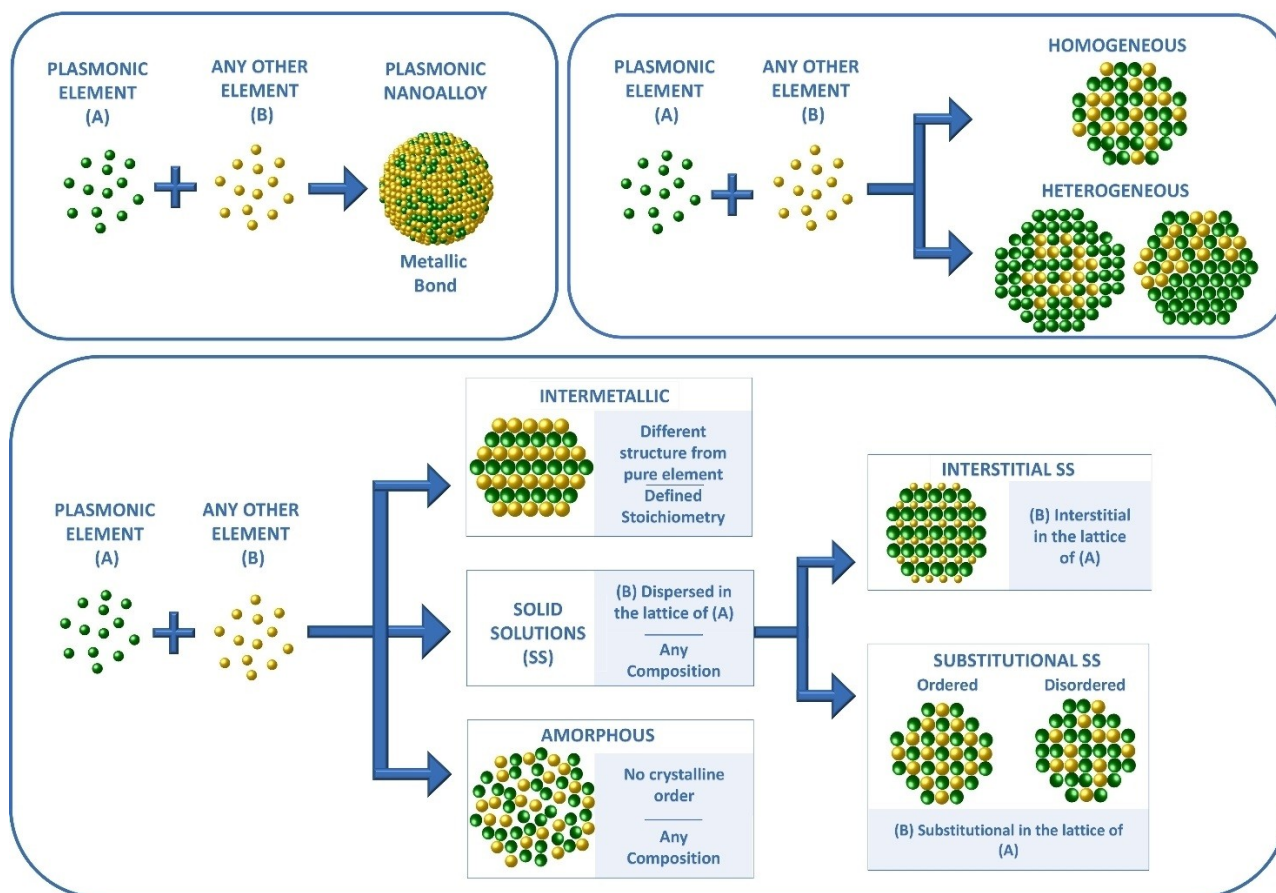 PLASMONIC
ELEMENT
(A)
ANY OTHER
ELEMENT
(B)
PLASMONIC
NANOALLOY
Metallic
Bond
PLASMONIC
ELEMENT
(A)
ANY OTHER
ELEMENT
(B)
HOMOGENEOUS
HETEROGENEOUS
PLASMONIC
ELEMENT
(A)
ANY OTHER
ELEMENT
(B)
INTERMETALLIC
Different
structure from
pure element
Defined
Stoichiometry
SOLID
SOLUTIONS
(SS)
(B) Dispersed in
the lattice of (A)
Any
Composition
AMORPHOUS
No crystalline
order
Any
Composition
INTERSTITIAL SS
(B) Interstitial
in the lattice
of (A)
SUBSTITUTIONAL SS
Ordered
Disordered
(B) Substitutional in the lattice of
(A)